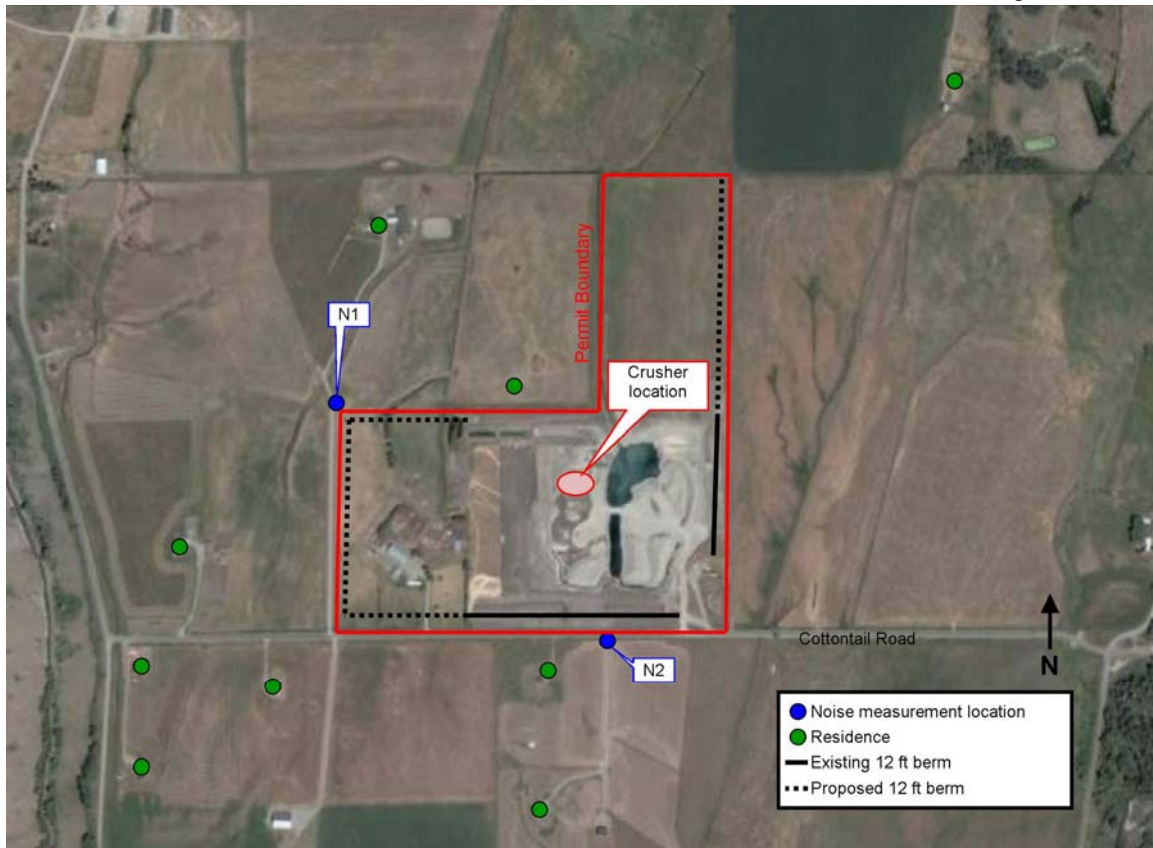 N1
Permit Boundary
Crusher
location
Cottontail Road
N2
N
Noise measurement location
Residence
Existing 12 ft berm
Proposed 12 ft berm